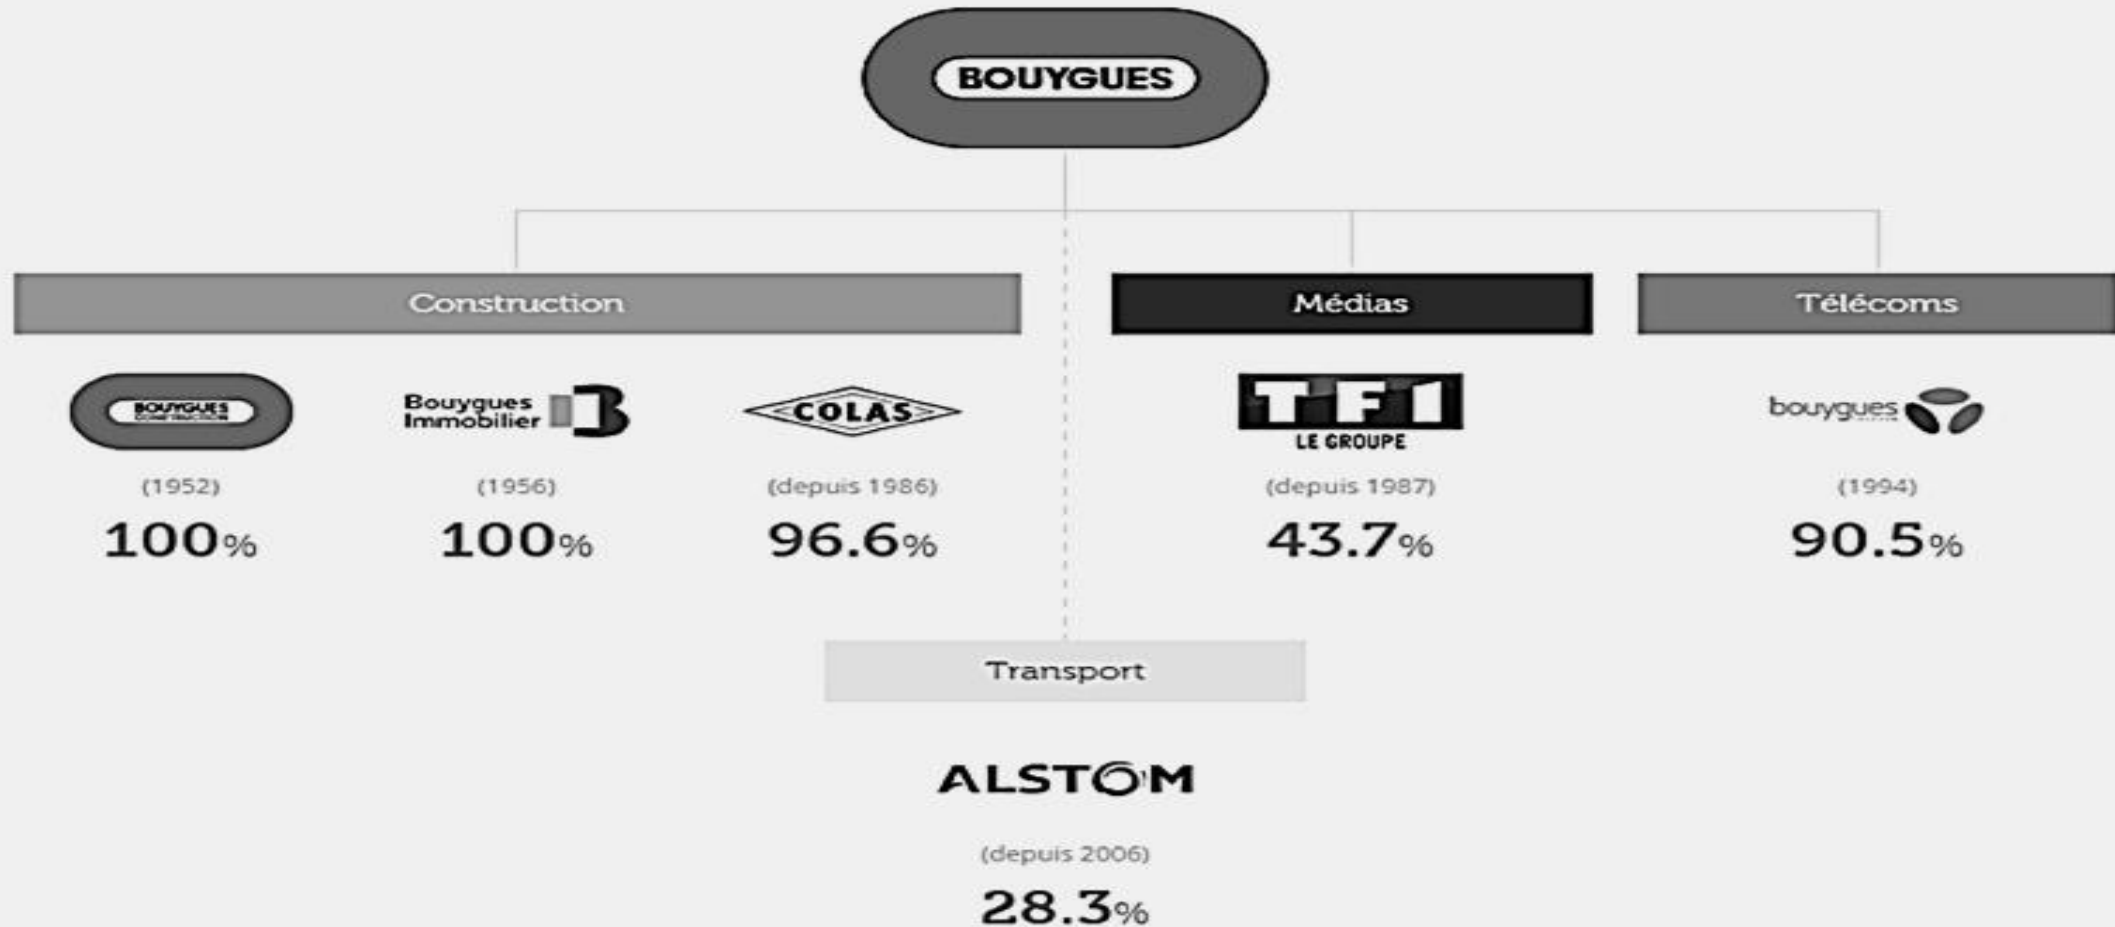 BOUYGUES
Construction
Médias
Télécoms
BOUYGUES
CONSTRUCTION
Bouygues
Immobilier
COLAS
TF1
LE GROUPE
bouygues
(1952)
(1956)
(depuis 1986)
(depuis 1987)
(1994)
100%
100%
96.6%
43.7%
90.5%
Transport
ALSTOM
(depuis 2006)
28.3%